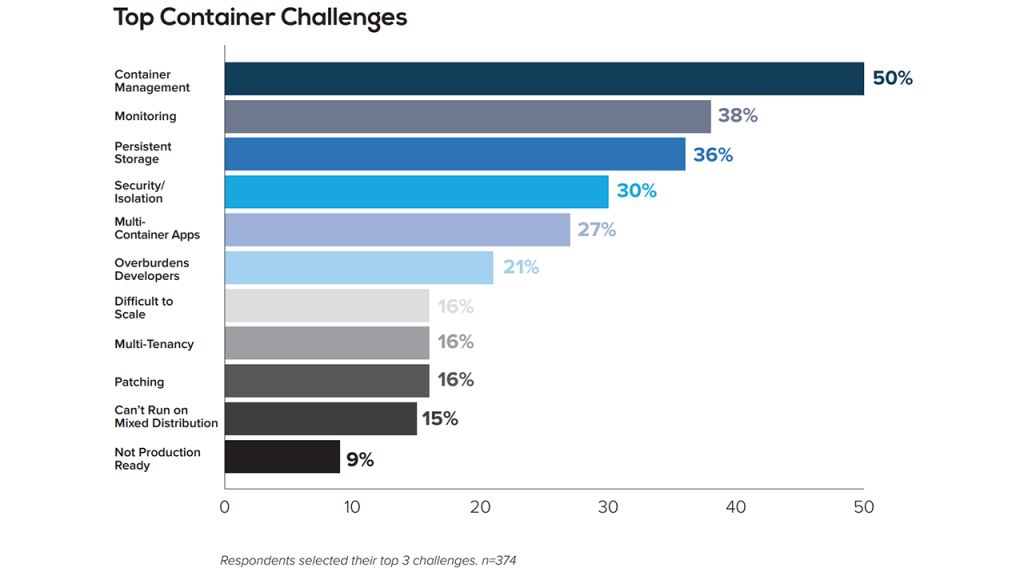 Top Container Challenges
Container
Management
50%
Monitoring
38%
Persistent
Storage
36%
Security/
Isolation
30%
Multi-
Container Apps
27%
Overburdens
Developers
21%
Difficult to
Scale
16%
Multi-Tenancy
16%
Patching
16%
Can't Run on
Mixed Distribution
15%
Not Production
Ready
9%
0 10 20 30 40 50
Respondents selected their top 3 challenges. n=374